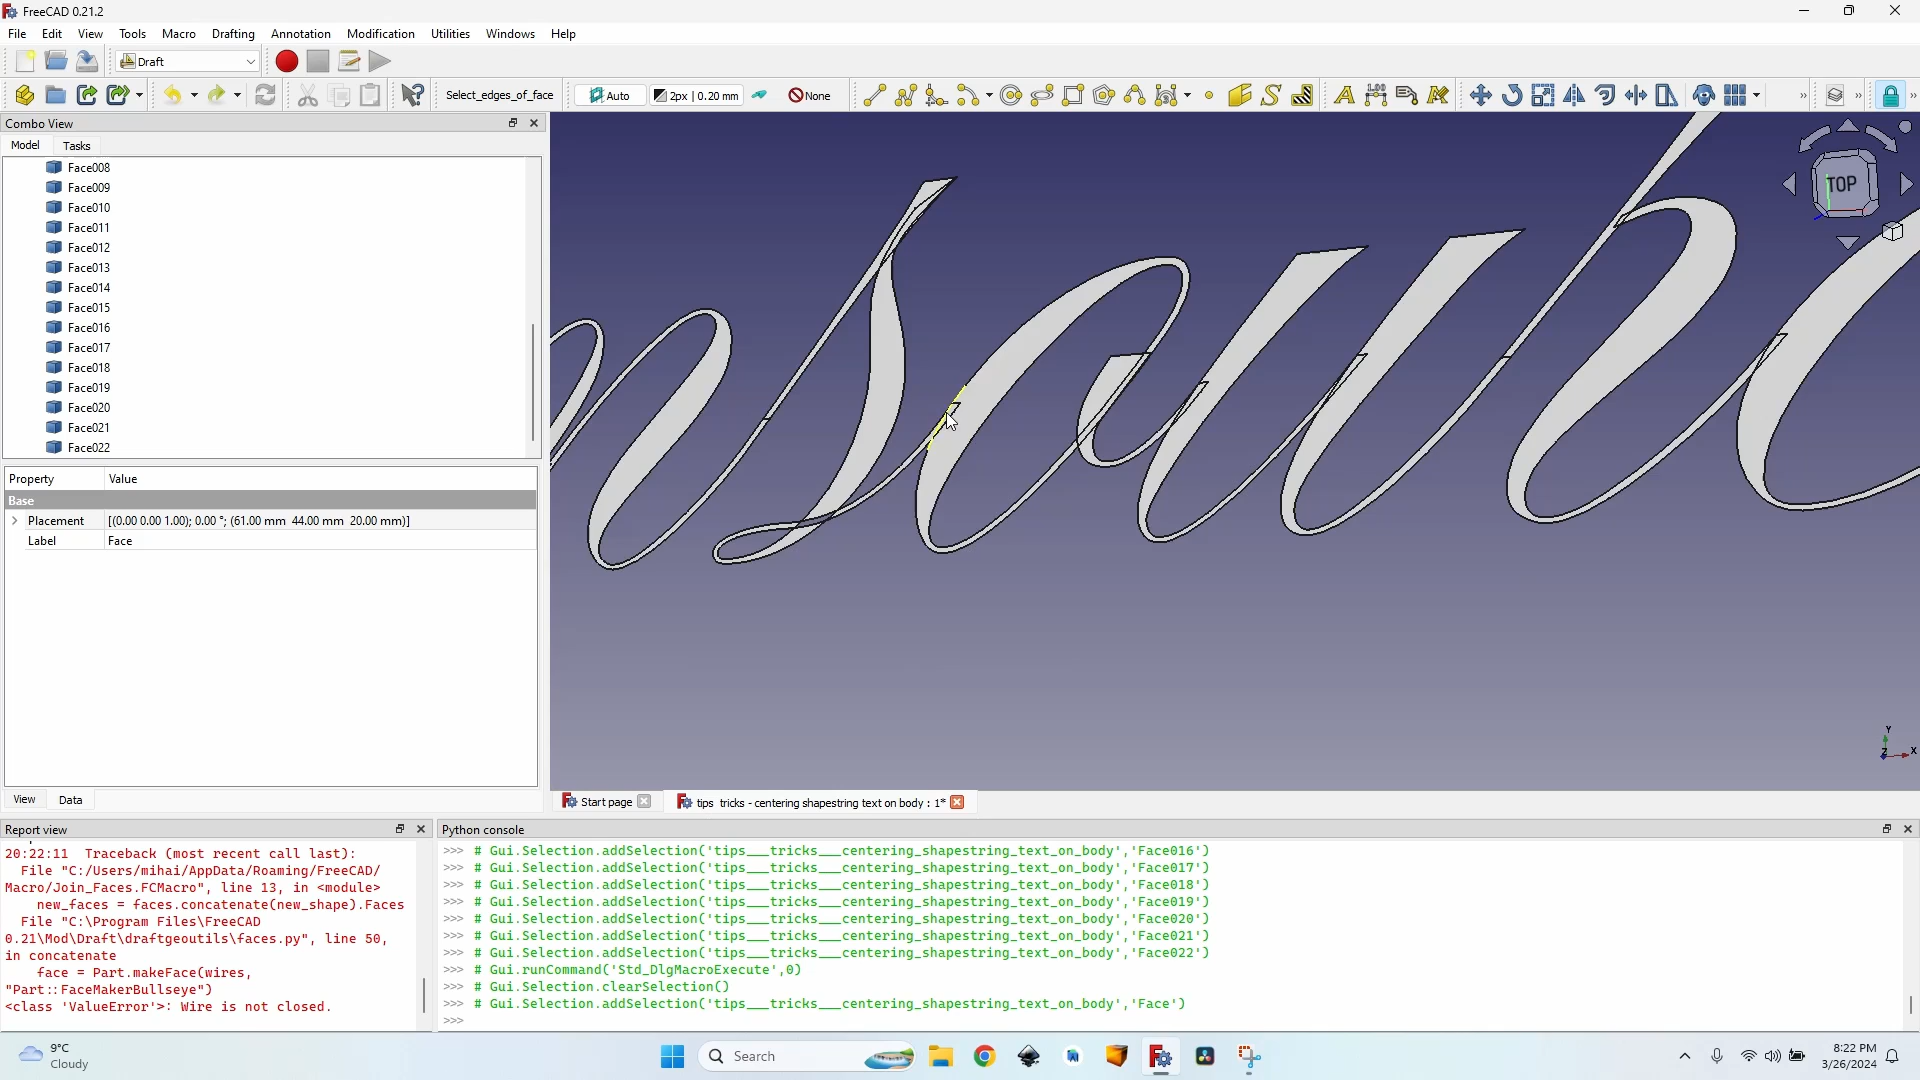 FreeCAD 0.21.2
File Edit View Tools Macro Drafting Annotation Modification Utilities Windows Help
Draft
Select_edges_of_face Auto 2px | 0.20 mm None
Combo View
Model Tasks
Face008
Face009
Face010
Face011
Face012
Face013
Face014
Face015
Face016
Face017
Face018
Face019
Face020
Face021
Face022
Property Value
Base
Placement [(0.00 0.00 1.00); 0.00 °; (61.00 mm 44.00 mm 20.00 mm)]
Label Face
View Data
TOP
Y
Z X
Start page tips tricks - centering shapestring text on body : 1*
Report view
20:22:11 Traceback (most recent call last):
File "C:/Users/mihai/AppData/Roaming/FreeCAD/
Macro/Join_Faces.FCMacro", line 13, in <module>
new_faces = faces.concatenate(new_shape).Faces
File "C:\Program Files\FreeCAD
0.21\Mod\Draft\draftgeoutils\faces.py", line 50,
in concatenate
face = Part.makeFace(wires,
"Part::FaceMakerBullseye")
<class 'ValueError'>: Wire is not closed.
Python console
>>> # Gui.Selection.addSelection('tips___tricks___centering_shapestring_text_on_body','Face016')
>>> # Gui.Selection.addSelection('tips___tricks___centering_shapestring_text_on_body','Face017')
>>> # Gui.Selection.addSelection('tips___tricks___centering_shapestring_text_on_body','Face018')
>>> # Gui.Selection.addSelection('tips___tricks___centering_shapestring_text_on_body','Face019')
>>> # Gui.Selection.addSelection('tips___tricks___centering_shapestring_text_on_body','Face020')
>>> # Gui.Selection.addSelection('tips___tricks___centering_shapestring_text_on_body','Face021')
>>> # Gui.Selection.addSelection('tips___tricks___centering_shapestring_text_on_body','Face022')
>>> # Gui.runCommand('Std_DlgMacroExecute',0)
>>> # Gui.Selection.clearSelection()
>>> # Gui.Selection.addSelection('tips___tricks___centering_shapestring_text_on_body','Face')
>>>
9°C
Cloudy
Search
8:22 PM
3/26/2024